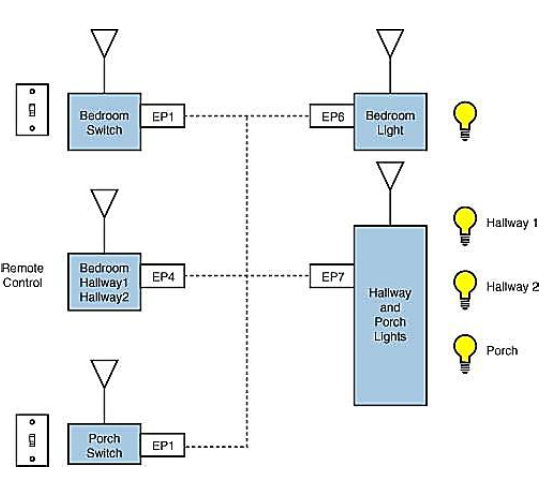 Bedroom
Switch
EP1
EP6
Bedroom
Light
Remote
Control
Bedroom
Hallway1
Hallway2
EP4
EP7
Hallway
and
Porch
Lights
Hallway 1
Hallway 2
Porch
Porch
Switch
EP1